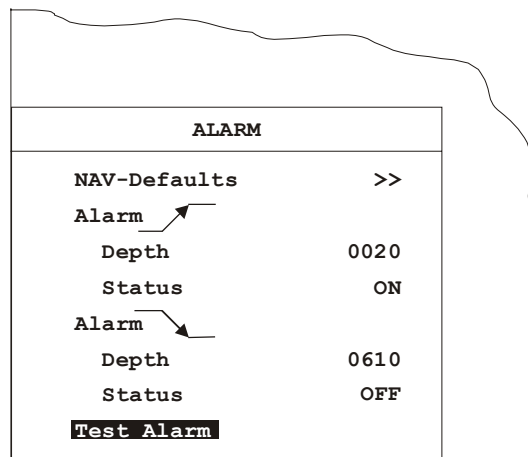 ALARM
NAV-Defaults >>
Alarm
Depth 0020
Status ON
Alarm
Depth 0610
Status OFF
Test Alarm